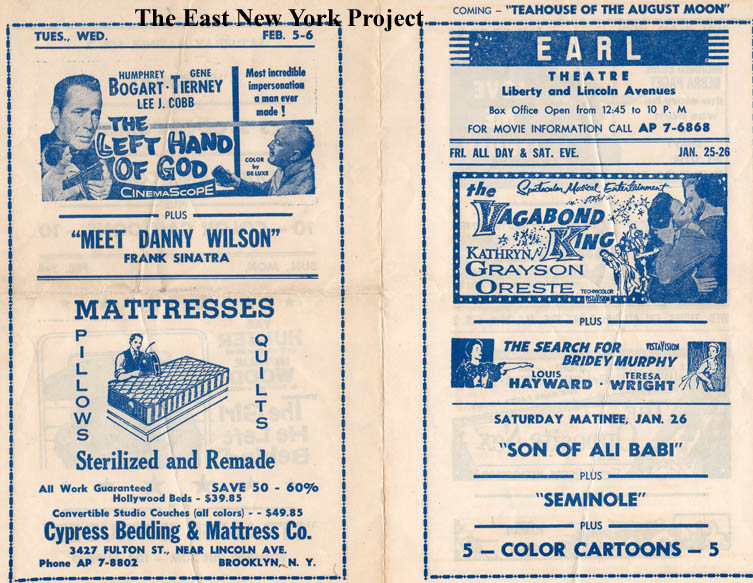 The East New York Project
TUES., WED. FEB. 5-6
HUMPHREY GENE
BOGART · TIERNEY
LEE J. COBB
THE
LEFT HAND
OF GOD
CINEMASCOPE
Most incredible
impersonation
a man ever
made!
COLOR
by
DE LUXE
PLUS
"MEET DANNY WILSON"
FRANK SINATRA
MATTRESSES
PILLOWS
QUILTS
Sterilized and Remade
All Work Guaranteed SAVE 50 - 60%
Hollywood Beds - $39.85
Convertible Studio Couches (all colors) - - $49.85
Cypress Bedding & Mattress Co.
3427 FULTON ST., NEAR LINCOLN AVE.
Phone AP 7-8802 BROOKLYN, N. Y.
COMING — "TEAHOUSE OF THE AUGUST MOON"
EARL
THEATRE
Liberty and Lincoln Avenues
Box Office Open from 12:45 to 10 P. M
FOR MOVIE INFORMATION CALL AP 7-6868
FRI. ALL DAY & SAT. EVE. JAN. 25-26
Spectacular Musical Entertainment
the
VAGABOND
KING
KATHRYN
GRAYSON
ORESTE
TECHNICOLOR
PLUS
THE SEARCH FOR VISTAVISION
BRIDEY MURPHY
LOUIS TERESA
HAYWARD · WRIGHT
SATURDAY MATINEE, JAN. 26
"SON OF ALI BABI"
PLUS
"SEMINOLE"
PLUS
5 — COLOR CARTOONS — 5